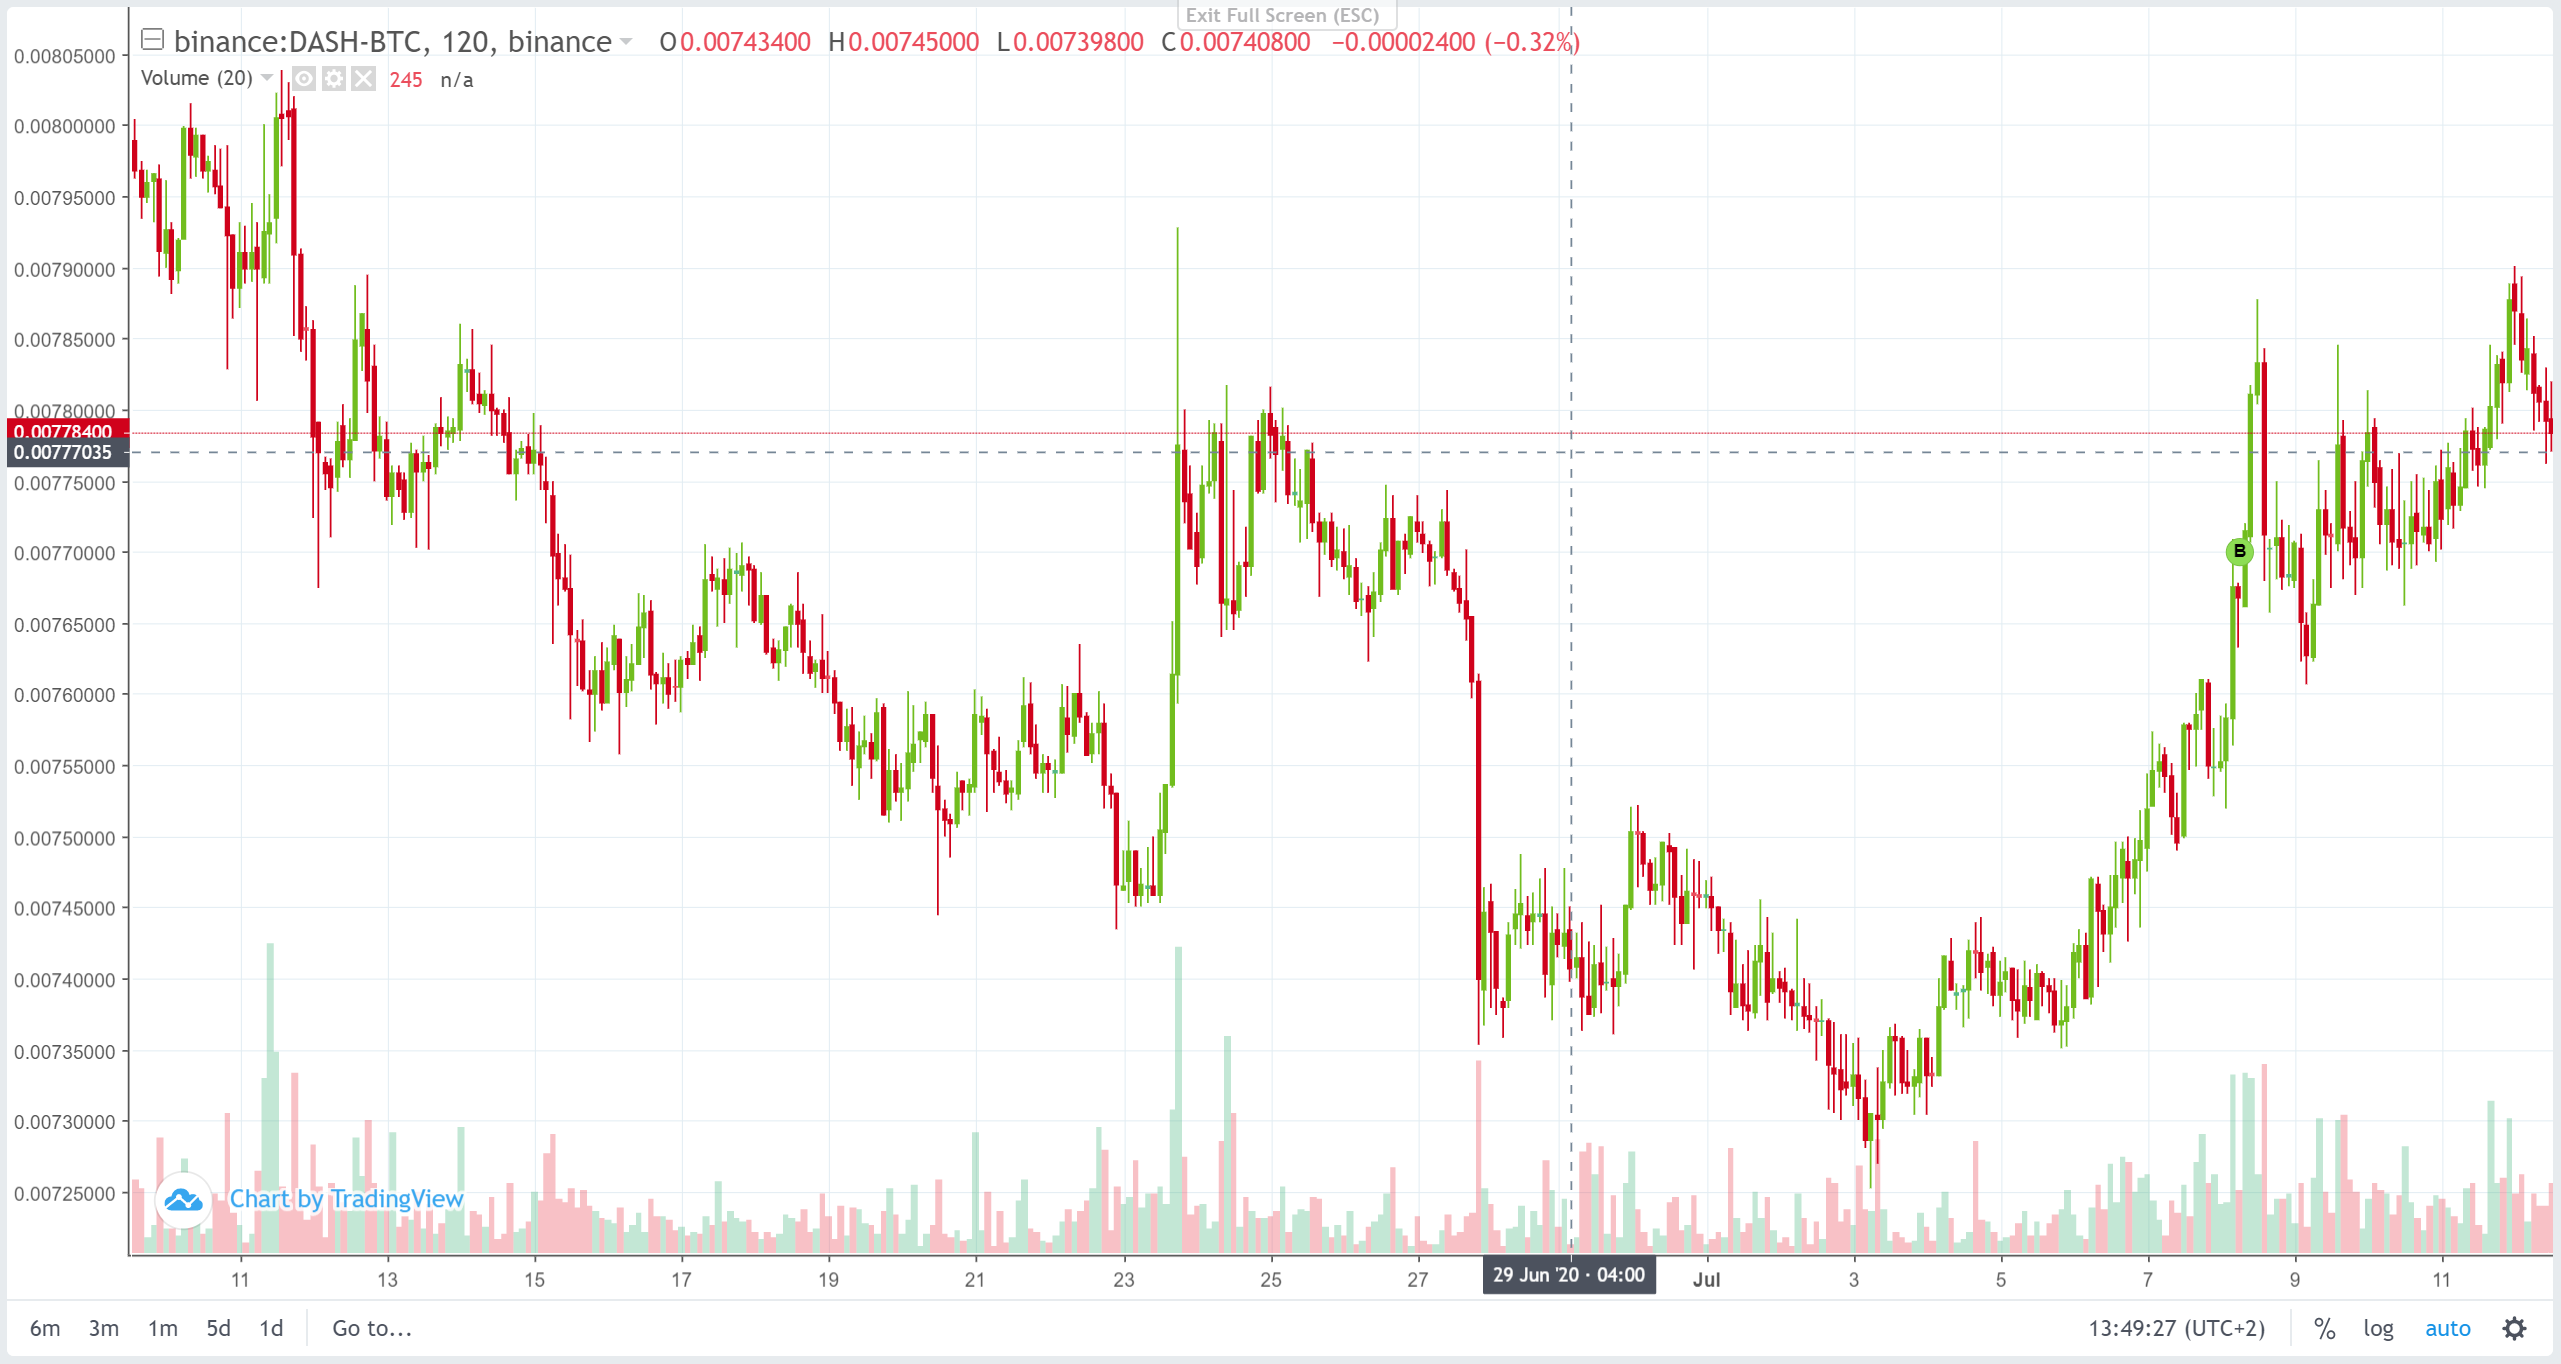 Exit Full Screen (ESC)
binance:DASH-BTC, 120, binance O0.00743400 H0.00745000 L0.00739800 C0.00740800 −0.00002400 (−0.32%)
Volume (20) 245 n/a
0.00805000
0.00800000
0.00795000
0.00790000
0.00785000
0.00780000
0.00778400
0.00777035
0.00775000
0.00770000
0.00765000
0.00760000
0.00755000
0.00750000
0.00745000
0.00740000
0.00735000
0.00730000
0.00725000
B
Chart by TradingView
11 13 15 17 19 21 23 25 27 29 Jun '20 · 04:00 Jul 3 5 7 9 11
6m 3m 1m 5d 1d Go to... 13:49:27 (UTC+2) % log auto